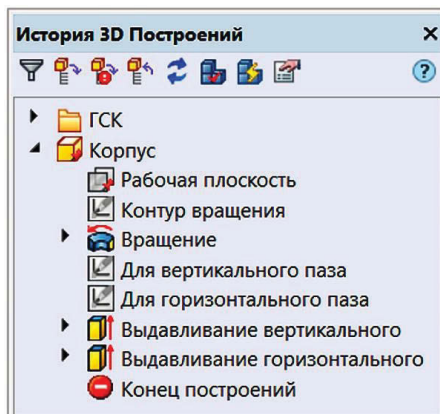 История 3D Построений
ГСК
Корпус
Рабочая плоскость
Контур вращения
Вращение
Для вертикального паза
Для горизонтального паза
Выдавливание вертикального
Выдавливание горизонтального
Конец построений